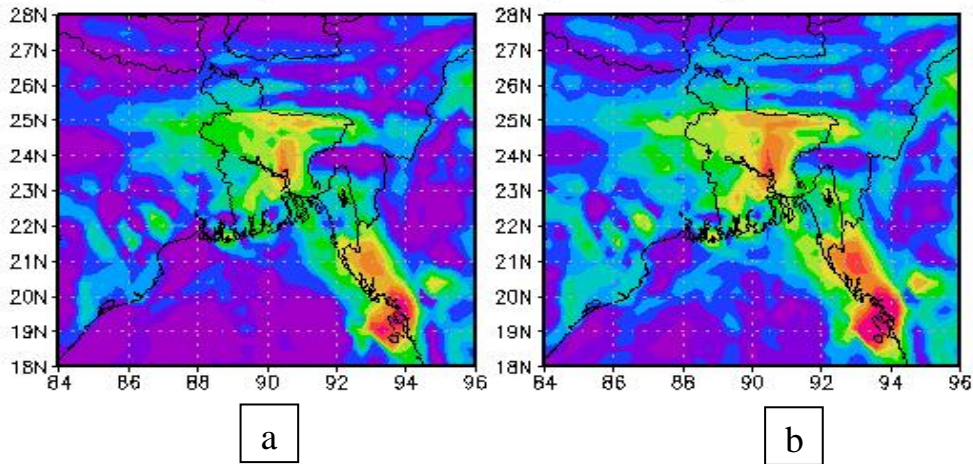 28N 28N
27N 27N
26N 26N
25N 25N
24N 24N
23N 23N
22N 22N
21N 21N
20N 20N
19N 19N
18N 18N
84 86 88 90 92 94 96 84 86 88 90 92 94 96
a b